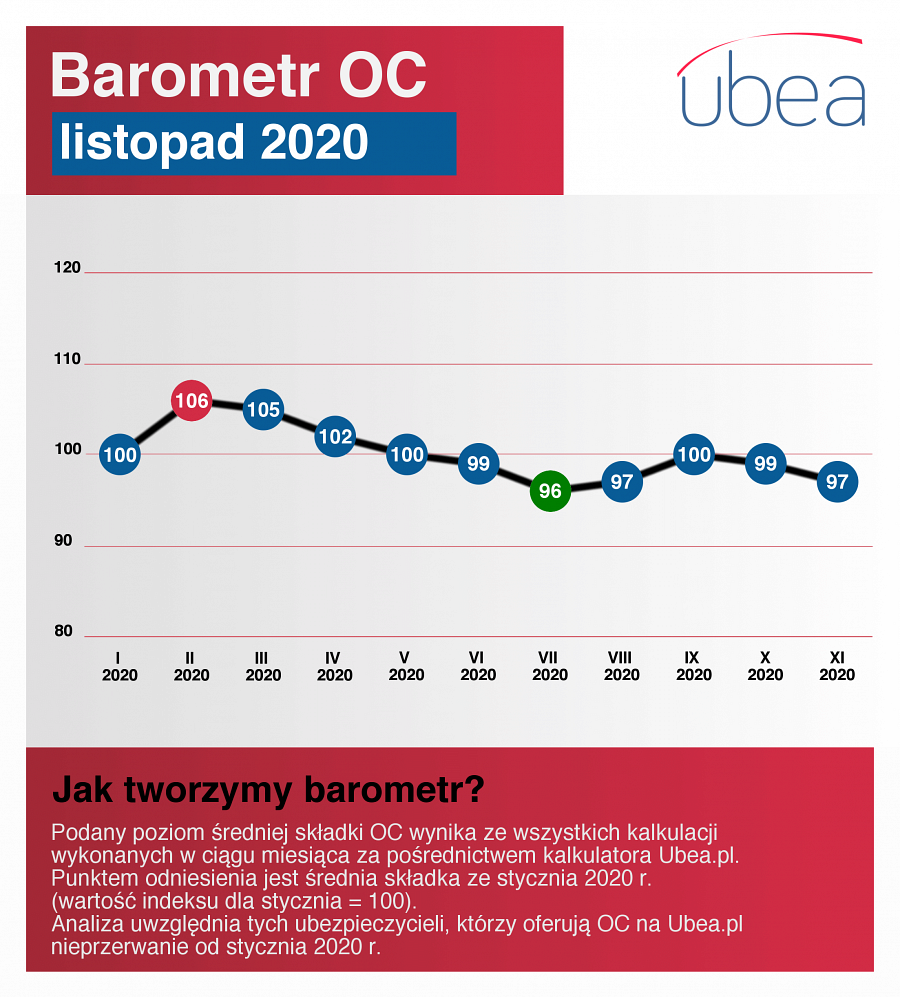 Barometr OC
listopad 2020
ubea
120
110
100
90
80
100
106
105
102
100
99
96
97
100
99
97
I
2020
II
2020
III
2020
IV
2020
V
2020
VI
2020
VII
2020
VIII
2020
IX
2020
X
2020
XI
2020
Jak tworzymy barometr?
Podany poziom średniej składki OC wynika ze wszystkich kalkulacji
wykonanych w ciągu miesiąca za pośrednictwem kalkulatora Ubea.pl.
Punktem odniesienia jest średnia składka ze stycznia 2020 r.
(wartość indeksu dla stycznia = 100).
Analiza uwzględnia tych ubezpieczycieli, którzy oferują OC na Ubea.pl
nieprzerwanie od stycznia 2020 r.